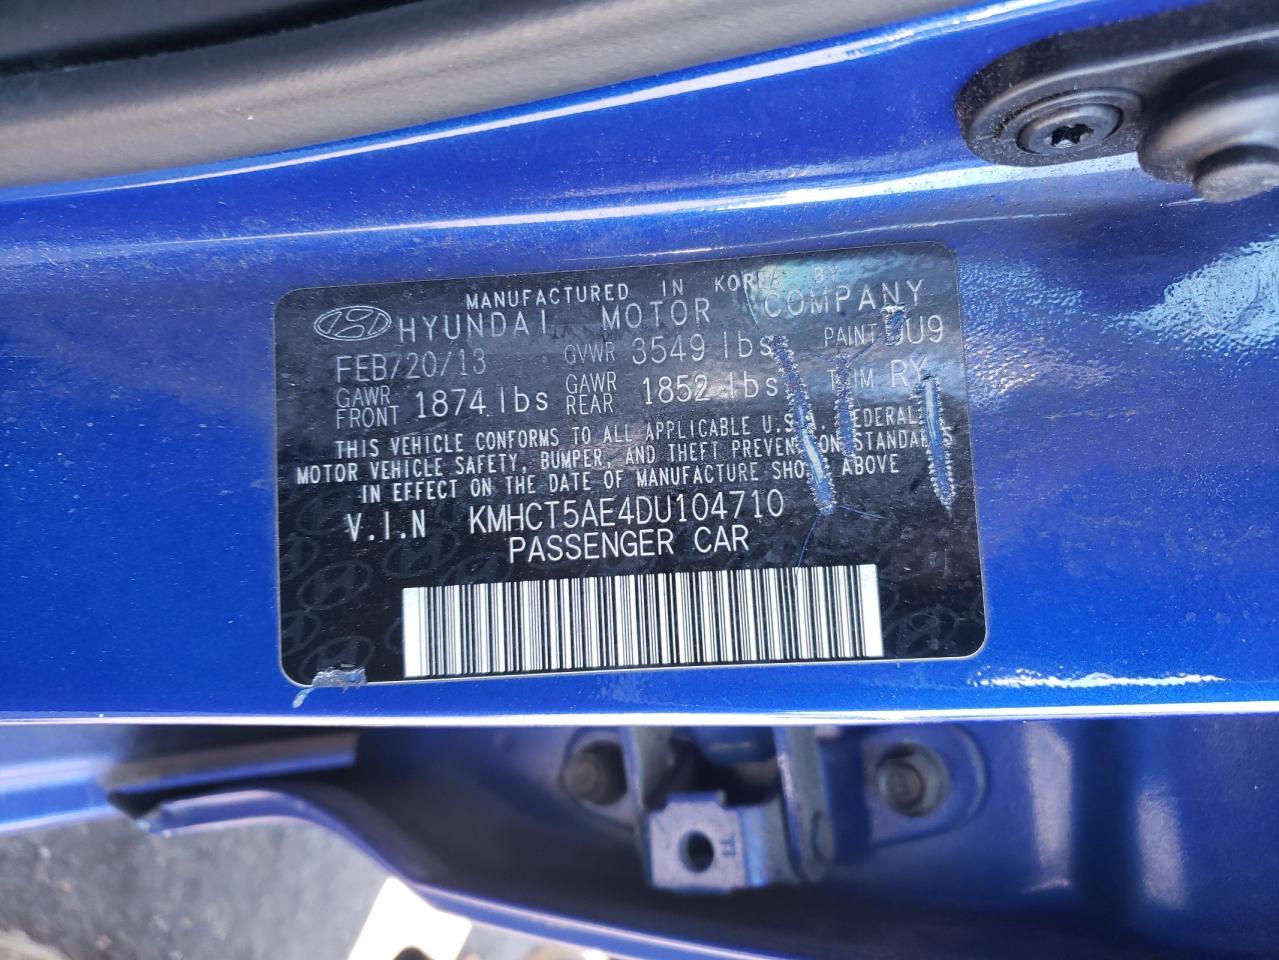 MANUFACTURED IN KOREA BY
HYUNDAI MOTOR COMPANY
FEB/20/13 GVWR 3549 lbs PAINT DU9
GAWR FRONT 1874 lbs GAWR REAR 1852 lbs TRIM RY
THIS VEHICLE CONFORMS TO ALL APPLICABLE U.S.A. FEDERAL
MOTOR VEHICLE SAFETY, BUMPER, AND THEFT PREVENTION STANDARDS
IN EFFECT ON THE DATE OF MANUFACTURE SHOWN ABOVE
V.I.N KMHCT5AE4DU104710
PASSENGER CAR